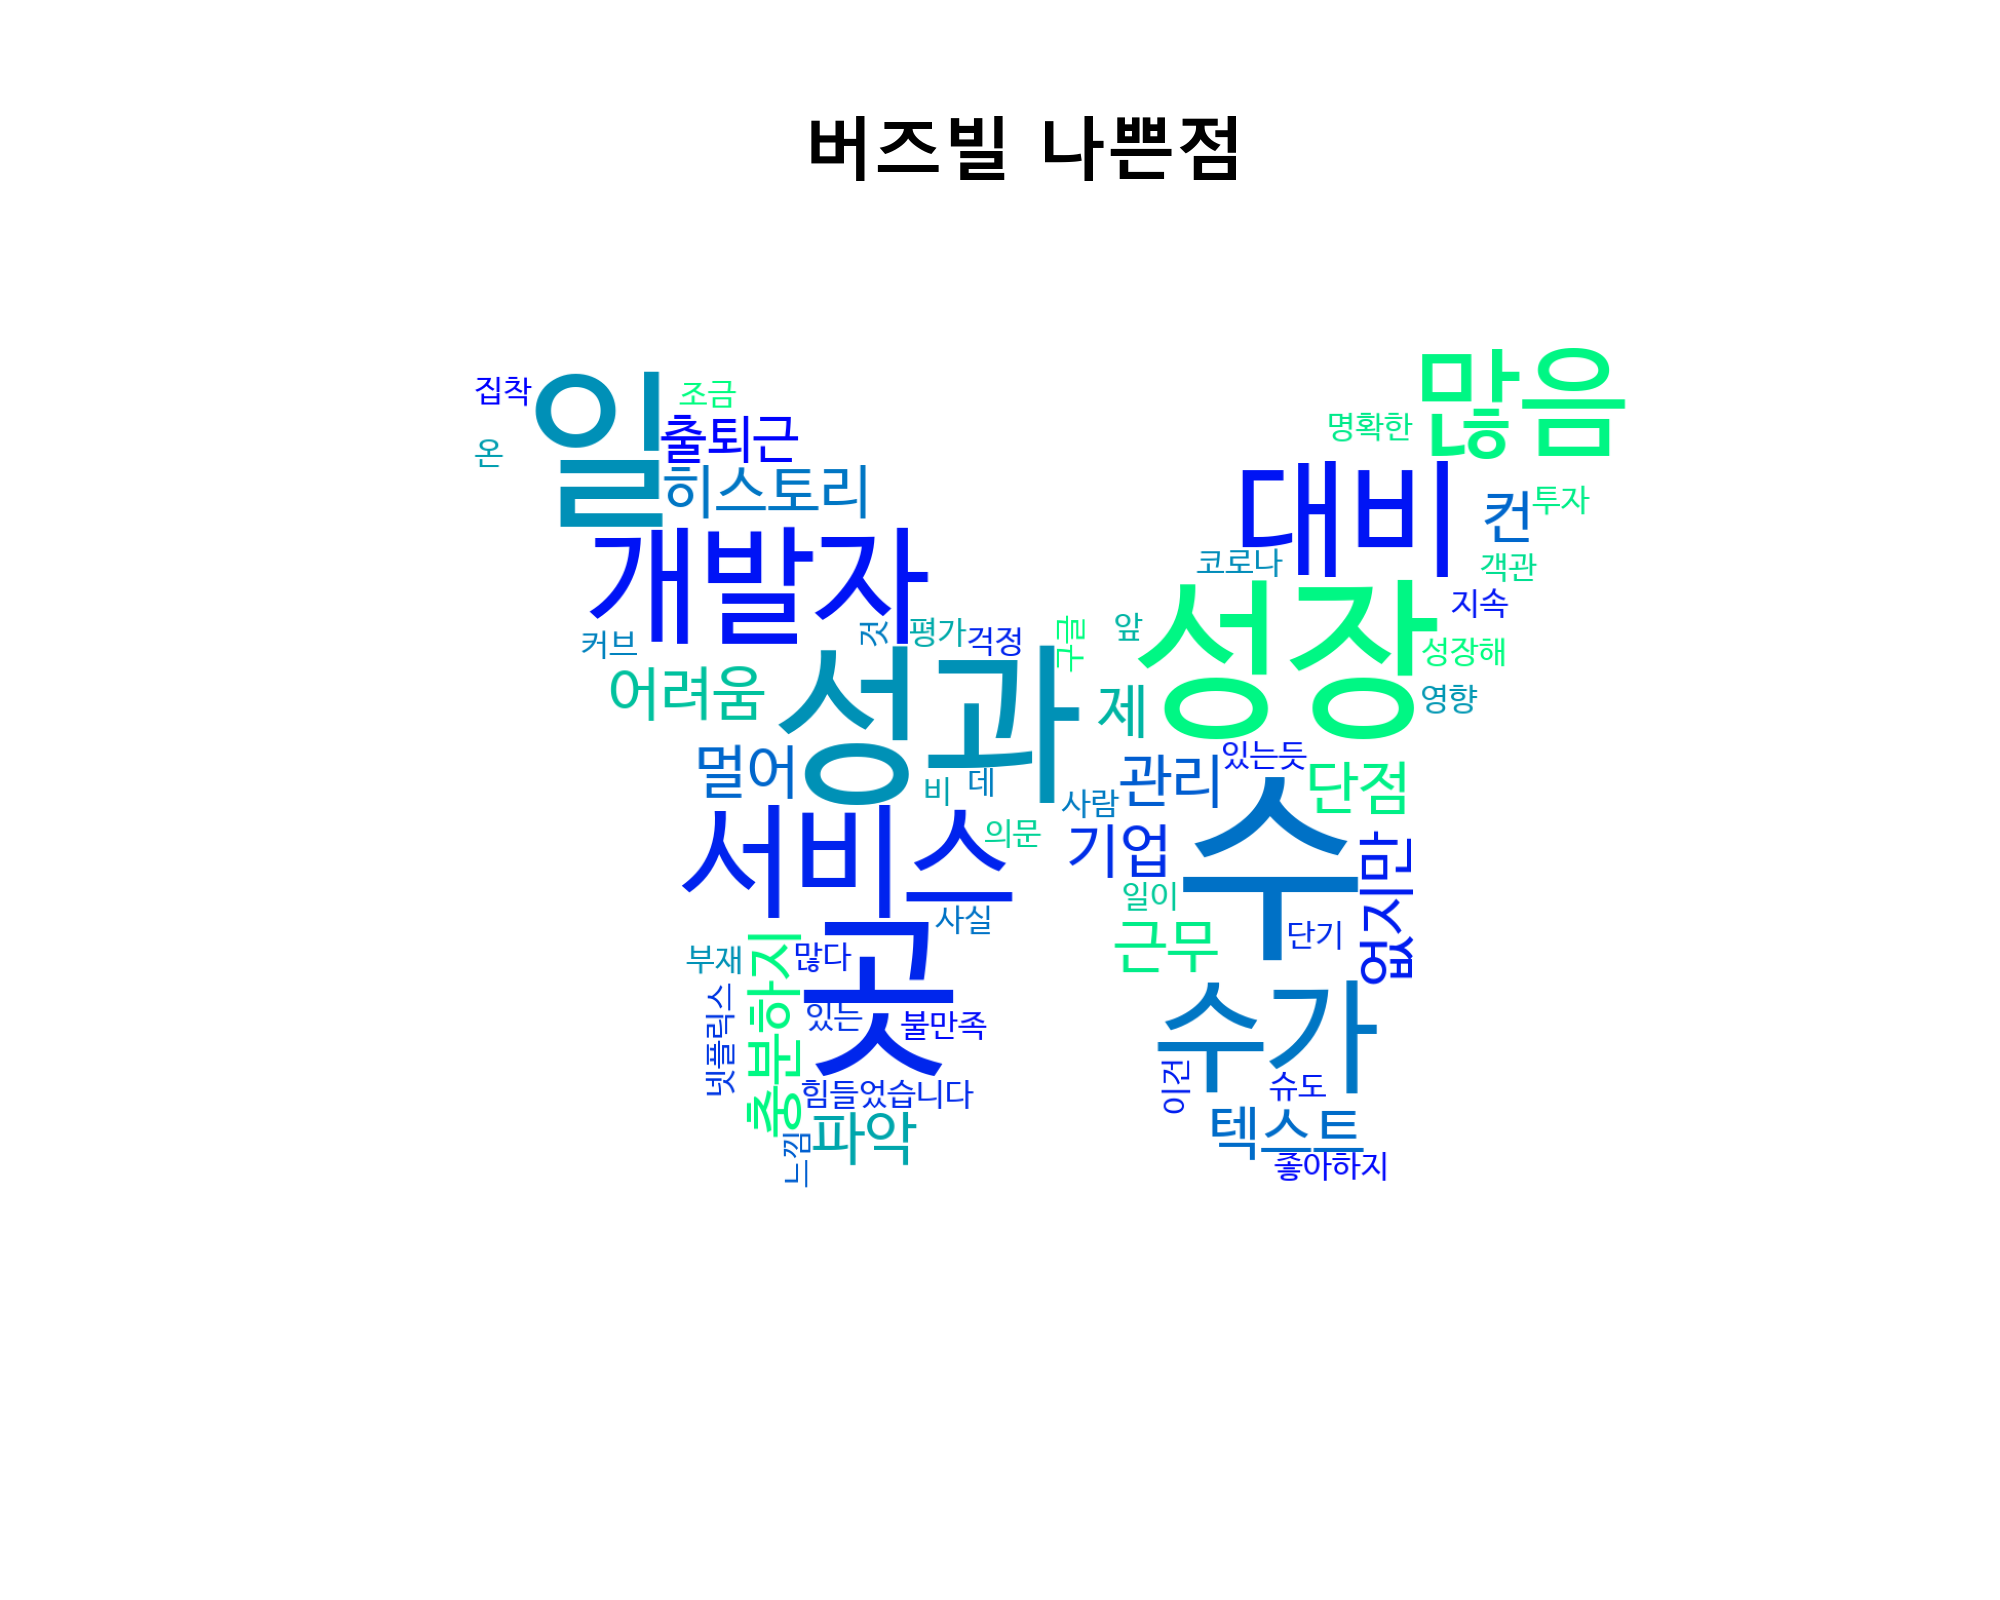 버즈빌 나쁜점
많음
일
집착
조금
명확한
출퇴근
온
히스토리
대비
컨
투자
코로나
객관
개발자
지속
성장
앞
구글
평가
걱정
것
커브
성장해
어려움
성과
제
영향
멀어
있는듯
관리
단점
비
데
사람
수
서비스
의문
기업
없지만
일이
사실
단기
근무
곳
많다
부재
충분하지
있는
불만족
넷플릭스
수가
이건
슈도
힘들었습니다
파악
텍스트
느낌
좋아하지